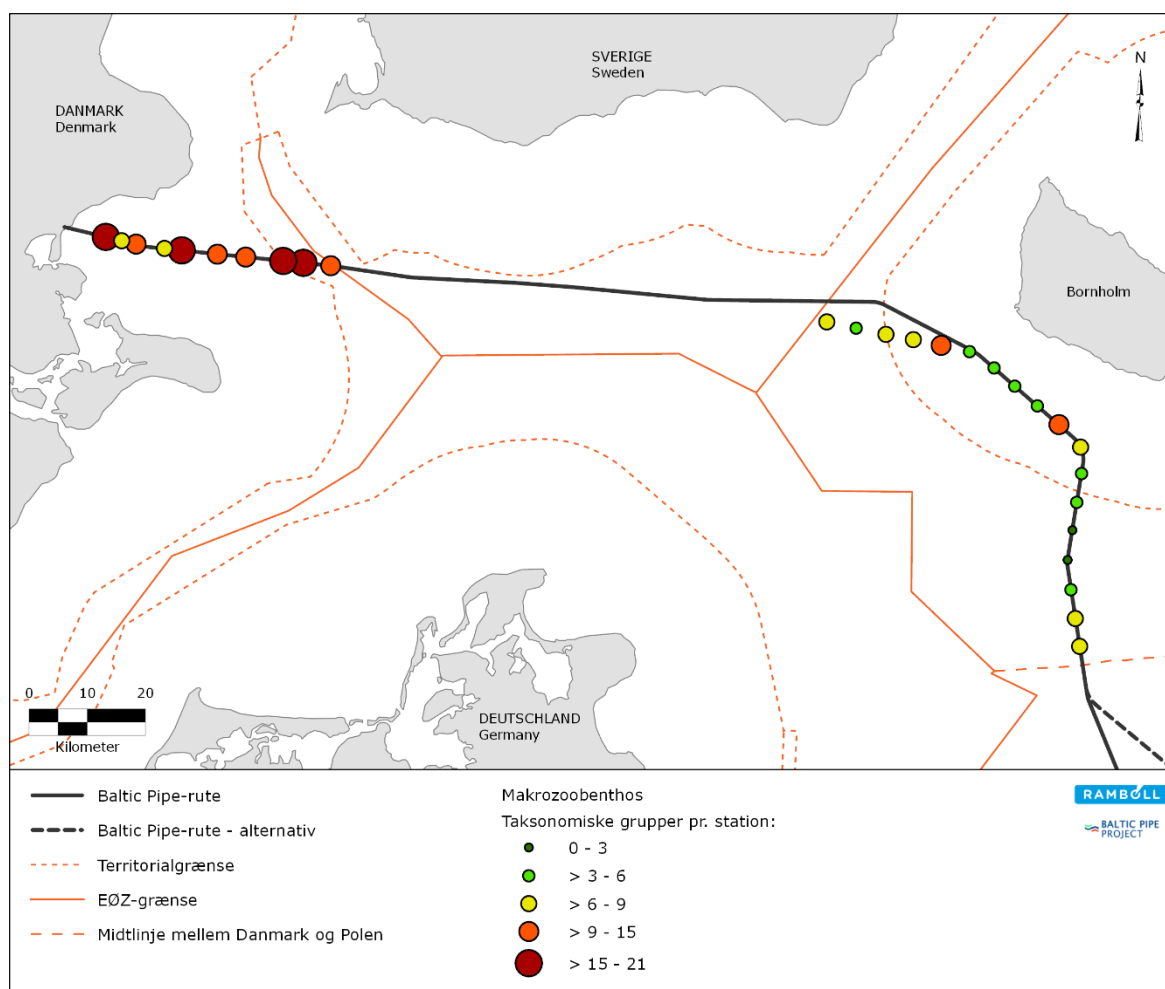 SVERIGE
Sweden
N
DANMARK
Denmark
Bornholm
0 10 20
Kilometer
DEUTSCHLAND
Germany
Baltic Pipe-rute
Baltic Pipe-rute - alternativ
Territorialgrænse
EØZ-grænse
Midtlinje mellem Danmark og Polen
Makrozoobenthos
Taksonomiske grupper pr. station:
0 - 3
> 3 - 6
> 6 - 9
> 9 - 15
> 15 - 21
RAMBOLL
BALTIC PIPE
PROJECT